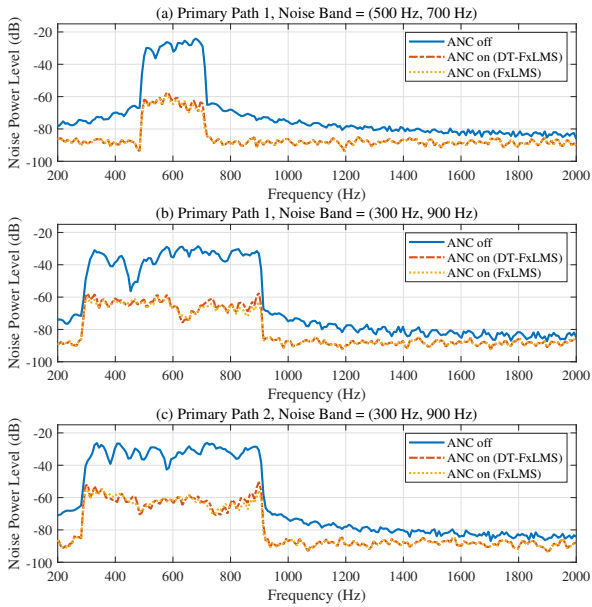 (a) Primary Path 1, Noise Band = (500 Hz, 700 Hz)
Noise Power Level (dB)
-20
-40
-60
-80
-100
ANC off
ANC on (DT-FxLMS)
ANC on (FxLMS)
200 400 600 800 1000 1200 1400 1600 1800 2000
Frequency (Hz)
(b) Primary Path 1, Noise Band = (300 Hz, 900 Hz)
Noise Power Level (dB)
-20
-40
-60
-80
-100
ANC off
ANC on (DT-FxLMS)
ANC on (FxLMS)
200 400 600 800 1000 1200 1400 1600 1800 2000
Frequency (Hz)
(c) Primary Path 2, Noise Band = (300 Hz, 900 Hz)
Noise Power Level (dB)
-20
-40
-60
-80
-100
ANC off
ANC on (DT-FxLMS)
ANC on (FxLMS)
200 400 600 800 1000 1200 1400 1600 1800 2000
Frequency (Hz)